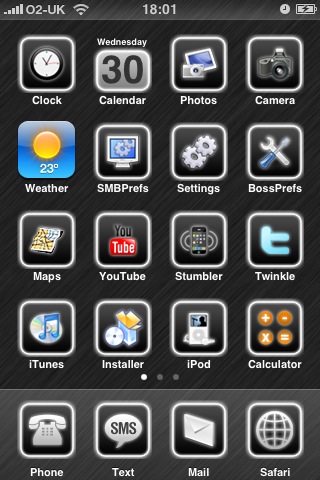 O2-UK 18:01
Wednesday
30
Clock Calendar Photos Camera
23°
Weather SMBPrefs Settings BossPrefs
You
Tube
Maps YouTube Stumbler Twinkle
iTunes Installer iPod Calculator
SMS
Phone Text Mail Safari